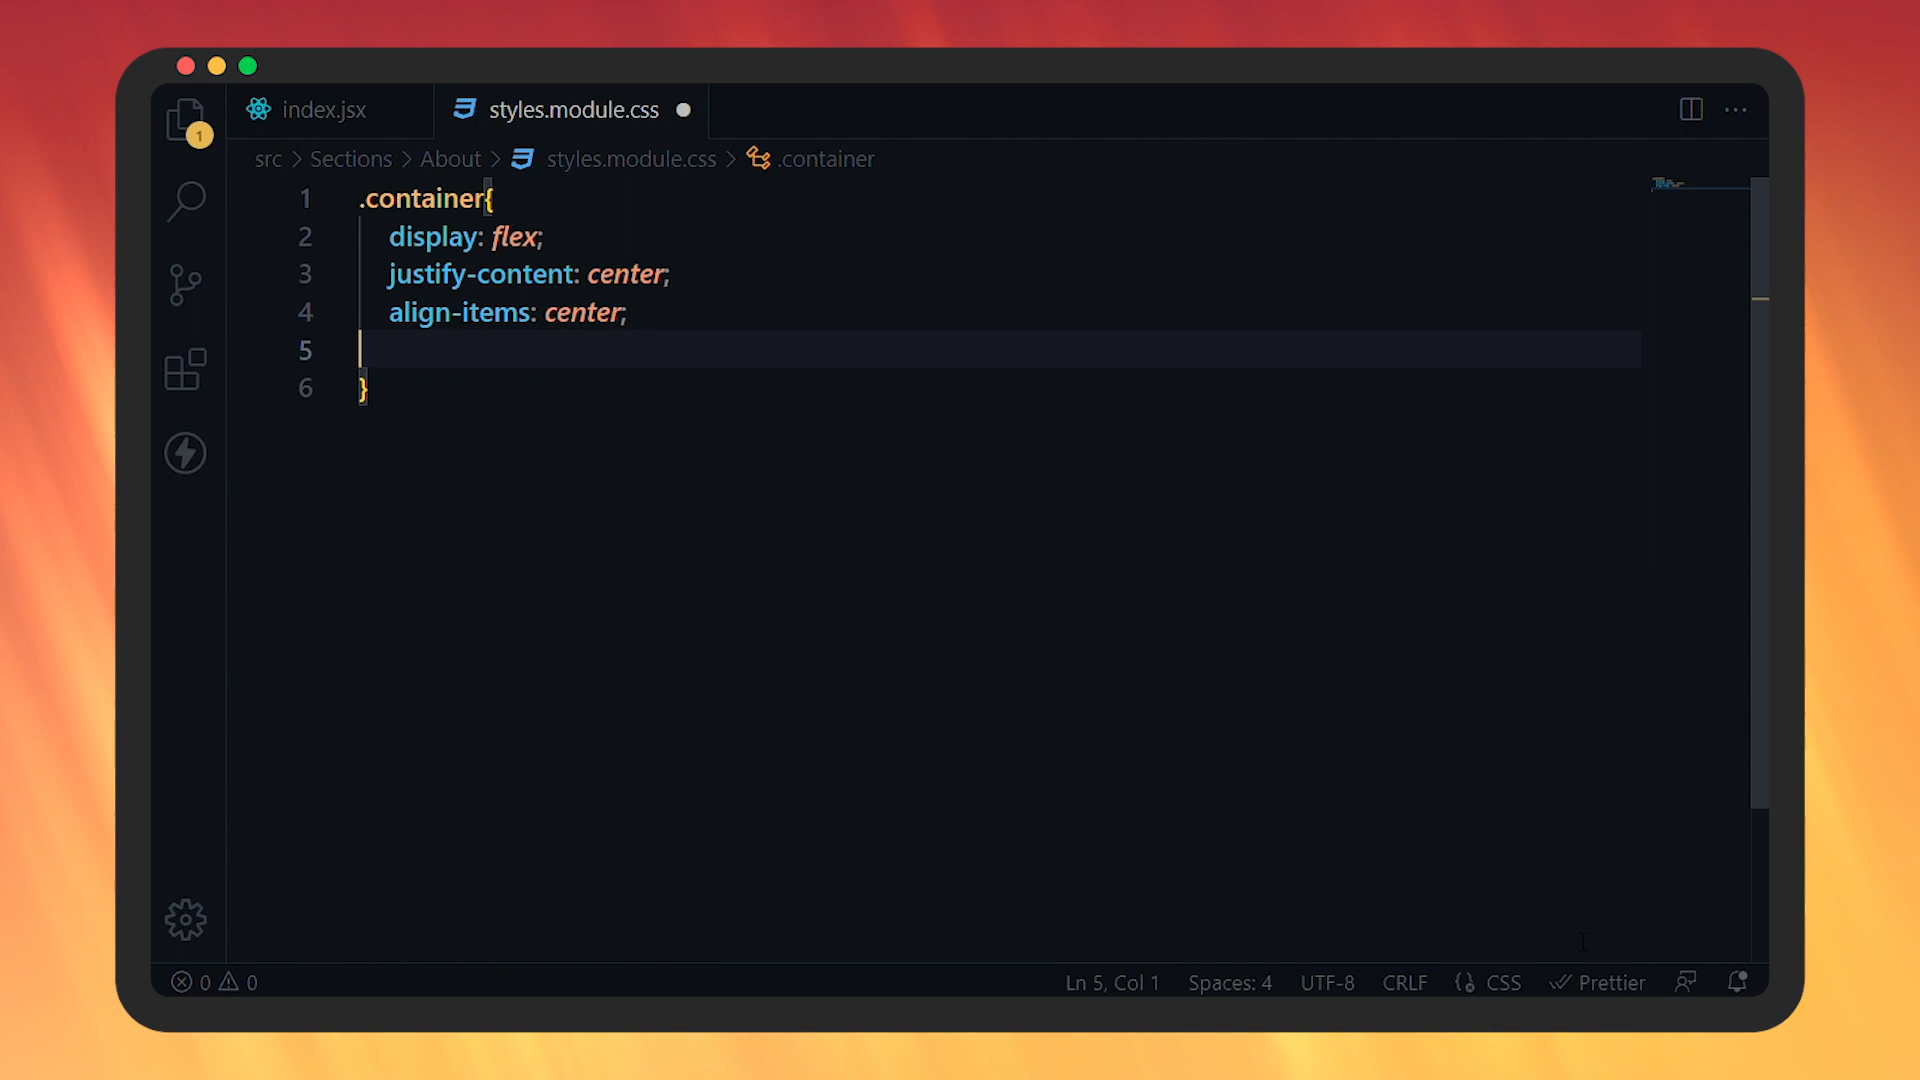 index.jsx styles.module.css
1
src > Sections > About > styles.module.css > .container
1 .container{
2 display: flex;
3 justify-content: center;
4 align-items: center;
5
6 }
0 0 Ln 5, Col 1 Spaces: 4 UTF-8 CRLF CSS Prettier